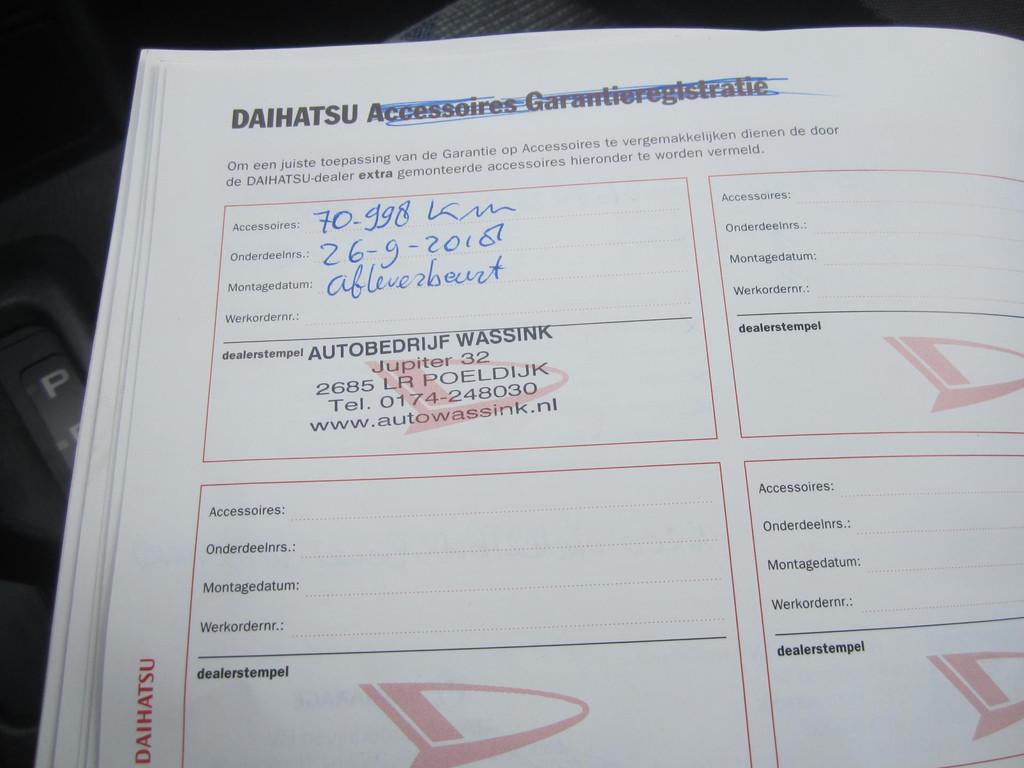 DAIHATSU Accessoires Garantieregistratie
Om een juiste toepassing van de Garantie op Accessoires te vergemakkelijken dienen de door
de DAIHATSU-dealer extra gemonteerde accessoires hieronder te worden vermeld.
Accessoires: 70-998 km
Onderdeelnrs.: 26-9-2018
Montagedatum: afleverbeurt
Werkordernr.:
dealerstempel AUTOBEDRIJF WASSINK
Jupiter 32
2685 LR POELDIJK
Tel. 0174-248030
www.autowassink.nl
Accessoires:
Onderdeelnrs.:
Montagedatum:
Werkordernr.:
dealerstempel
Accessoires:
Onderdeelnrs.:
Montagedatum:
Werkordernr.:
dealerstempel
Accessoires:
Onderdeelnrs.:
Montagedatum:
Werkordernr.:
dealerstempel
DAIHATSU
P